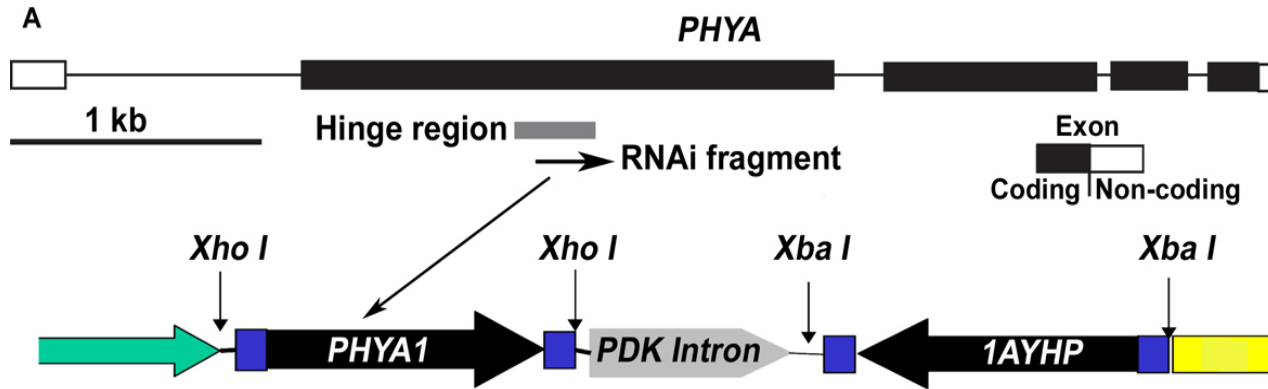 A
PHYA
1 kb
Hinge region
RNAi fragment
Exon
Coding Non-coding
Xho I Xho I Xba I Xba I
PHYA1 PDK Intron 1AYHP